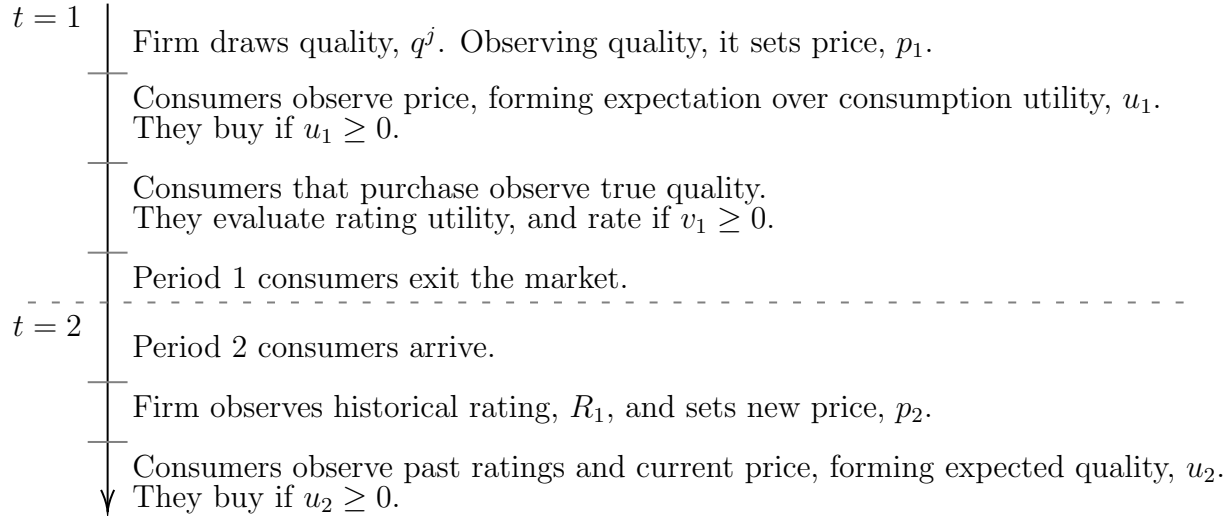 t = 1
Firm draws quality, q^j. Observing quality, it sets price, p_1.
Consumers observe price, forming expectation over consumption utility, u_1.
They buy if u_1 ≥ 0.
Consumers that purchase observe true quality.
They evaluate rating utility, and rate if v_1 ≥ 0.
Period 1 consumers exit the market.
t = 2
Period 2 consumers arrive.
Firm observes historical rating, R_1, and sets new price, p_2.
Consumers observe past ratings and current price, forming expected quality, u_2.
They buy if u_2 ≥ 0.